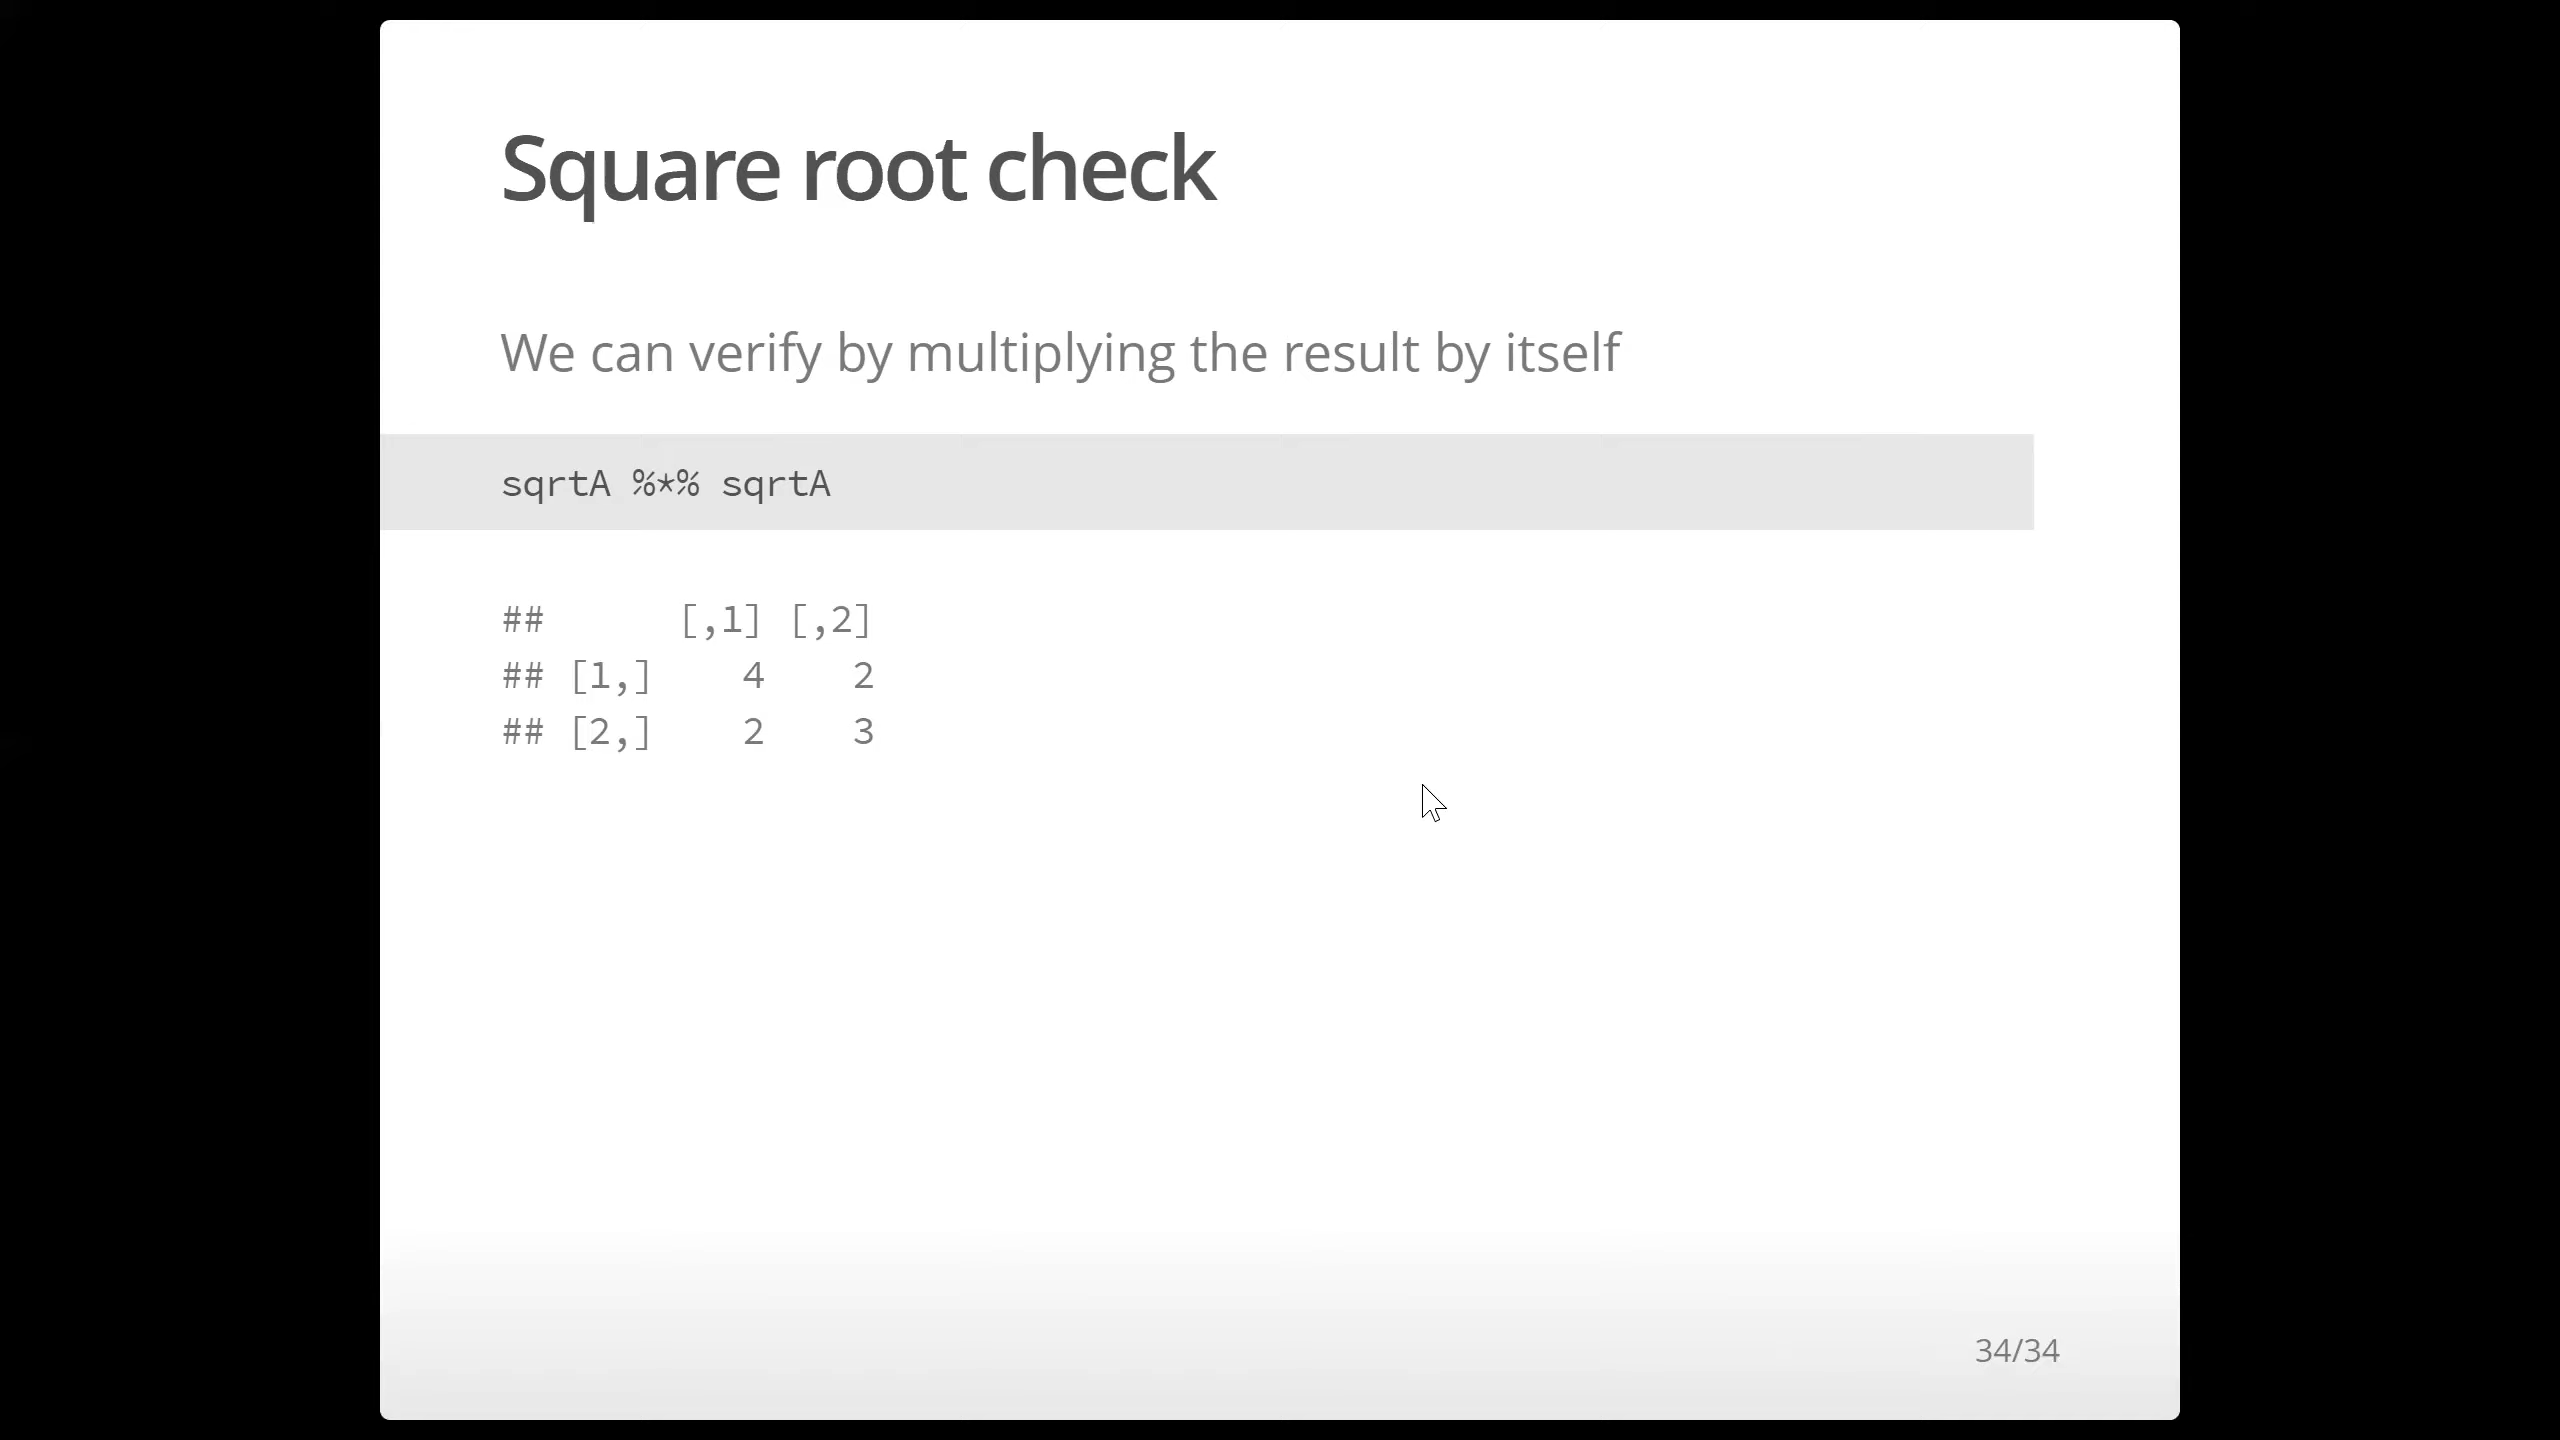 Square root check
We can verify by multiplying the result by itself
sqrtA %*% sqrtA
##      [,1] [,2]
## [1,]    4    2
## [2,]    2    3
34/34